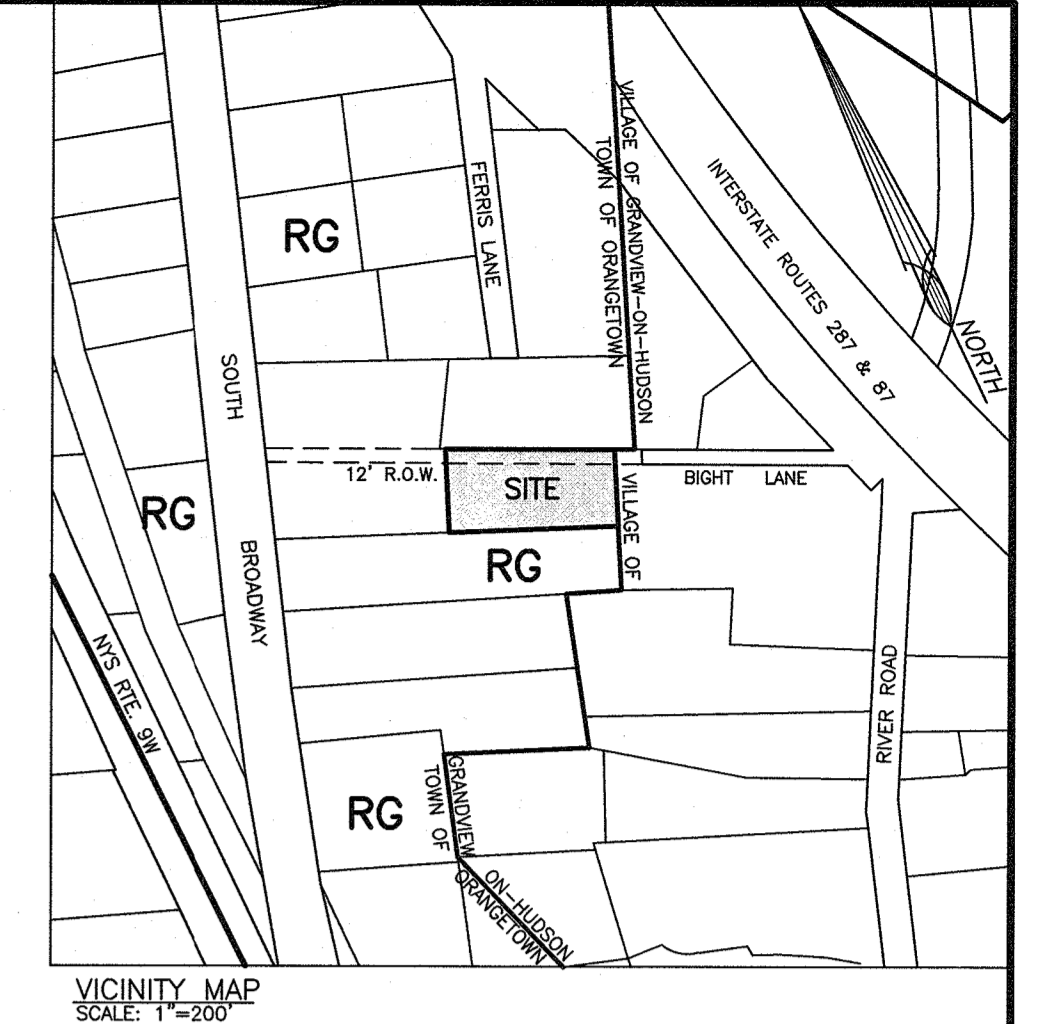 VILLAGE OF GRANDVIEW-ON-HUDSON
TOWN OF ORANGETOWN
INTERSTATE ROUTES 287 & 87
FERRIS LANE
RG
NORTH
SOUTH
BROADWAY
12' R.O.W.
SITE
BIGHT LANE
RG
VILLAGE OF
RG
NYS RTE. 9W
RIVER ROAD
RG
GRANDVIEW
TOWN OF
ON-HUDSON
ORANGETOWN
VICINITY MAP
SCALE: 1"=200'